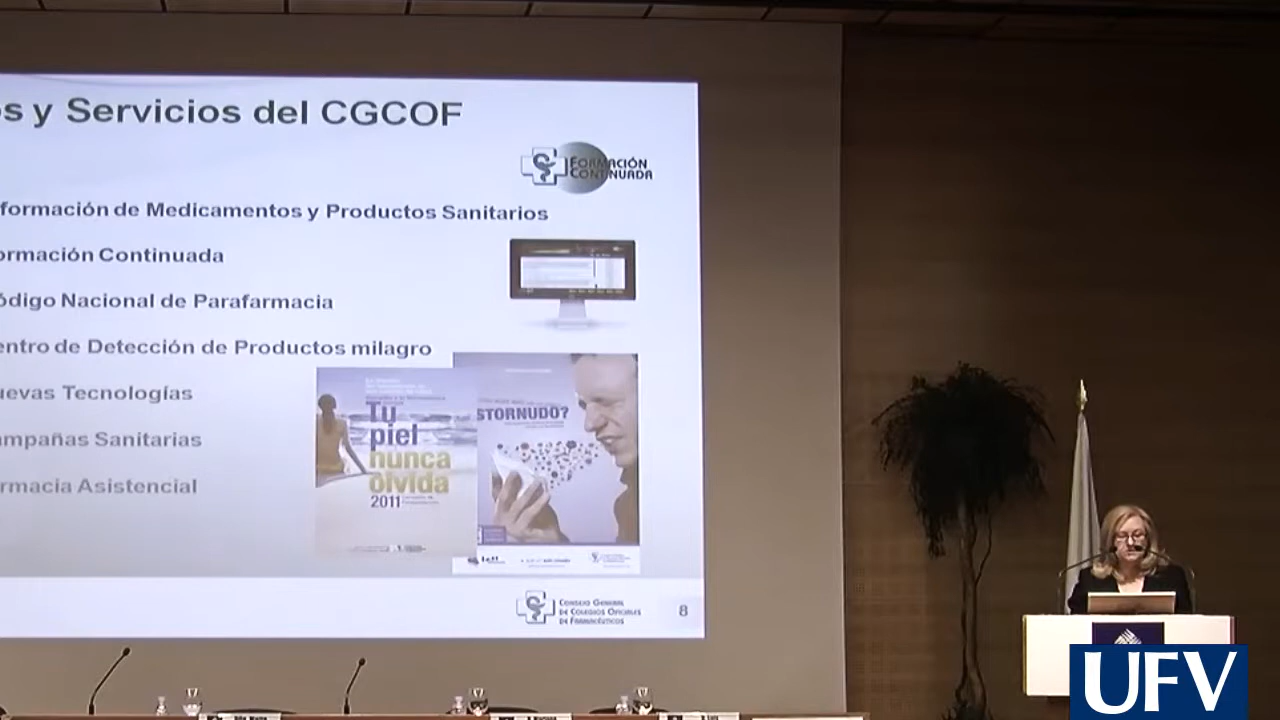 os y Servicios del CGCOF
FORMACIÓN
CONTINUADA
formación de Medicamentos y Productos Sanitarios
ormación Continuada
ódigo Nacional de Parafarmacia
entro de Detección de Productos milagro
uevas Tecnologías
ampañas Sanitarias
rmacia Asistencial
Tu
piel
nunca
olvida
2011
STORNUDO?
CONSEJO GENERAL
DE COLEGIOS OFICIALES
DE FARMACÉUTICOS
8
UFV